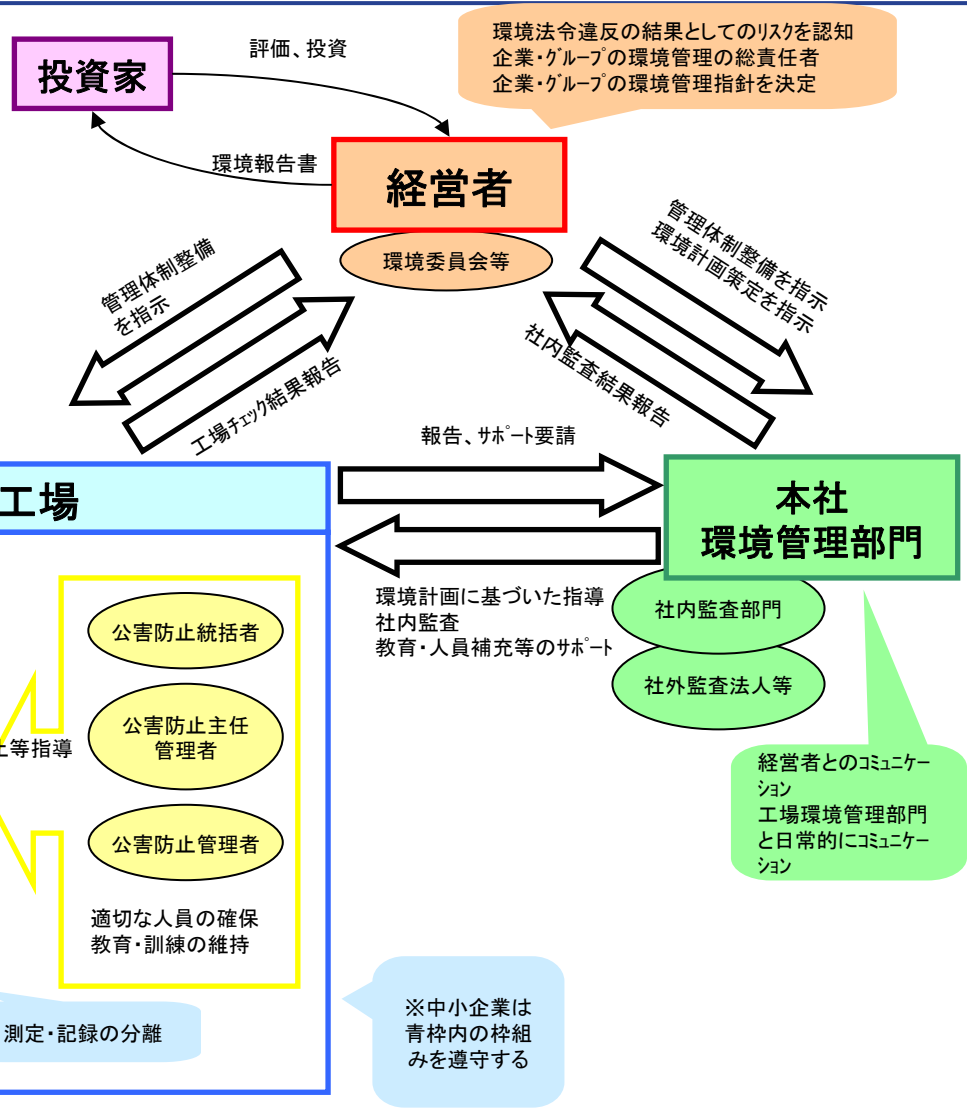 評価、投資
投資家
環境報告書
環境法令違反の結果としてのﾘｽｸを認知
企業・ｸﾞﾙｰﾌﾟの環境管理の総責任者
企業・ｸﾞﾙｰﾌﾟの環境管理指針を決定
経営者
環境委員会等
管理体制整備
を指示
工場ﾁｪｯｸ結果報告
管理体制整備を指示
環境計画策定を指示
社内監査結果報告
報告、ｻﾎﾟｰﾄ要請
工場
本社
環境管理部門
環境計画に基づいた指導
社内監査
教育・人員補充等のｻﾎﾟｰﾄ
社内監査部門
社外監査法人等
公害防止統括者
公害防止主任
管理者
公害防止管理者
止等指導
適切な人員の確保
教育・訓練の維持
測定・記録の分離
※中小企業は
青枠内の枠組
みを遵守する
経営者とのｺﾐｭﾆｹｰ
ｼｮﾝ
工場環境管理部門
と日常的にｺﾐｭﾆｹｰ
ｼｮﾝ